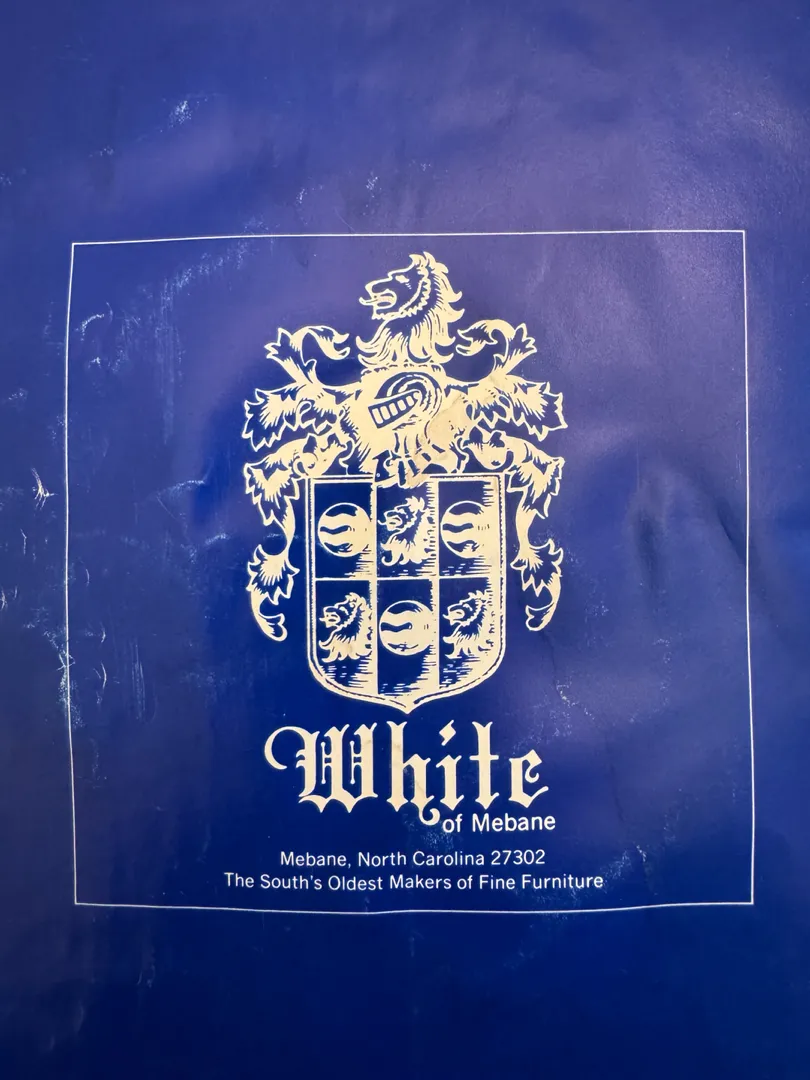 White
of Mebane
Mebane, North Carolina 27302
The South's Oldest Makers of Fine Furniture